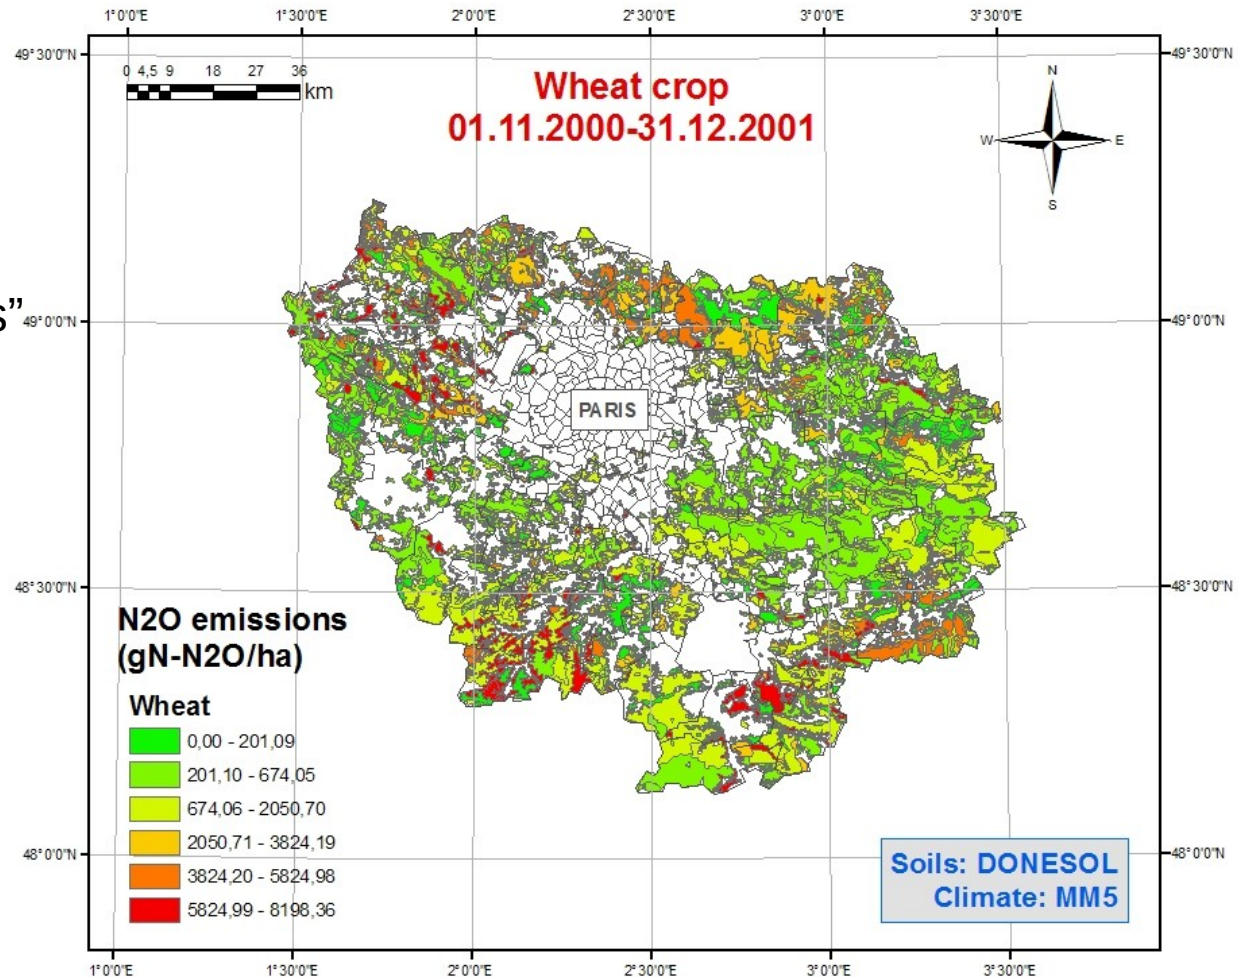 1° 0'0"E 1° 30'0"E 2° 0'0"E 2° 30'0"E 3° 0'0"E 3° 30'0"E
49° 30'0"N 49° 30'0"N
0 4,5 9 18 27 36
km
Wheat crop
01.11.2000-31.12.2001
N
W E
S
s”
49° 0'0"N 49° 0'0"N
PARIS
48° 30'0"N 48° 30'0"N
N2O emissions
(gN-N2O/ha)
Wheat
0,00 - 201,09
201,10 - 674,05
674,06 - 2050,70
2050,71 - 3824,19
3824,20 - 5824,98
5824,99 - 8198,36
48° 0'0"N 48° 0'0"N
Soils: DONESOL
Climate: MM5
1° 0'0"E 1° 30'0"E 2° 0'0"E 2° 30'0"E 3° 0'0"E 3° 30'0"E